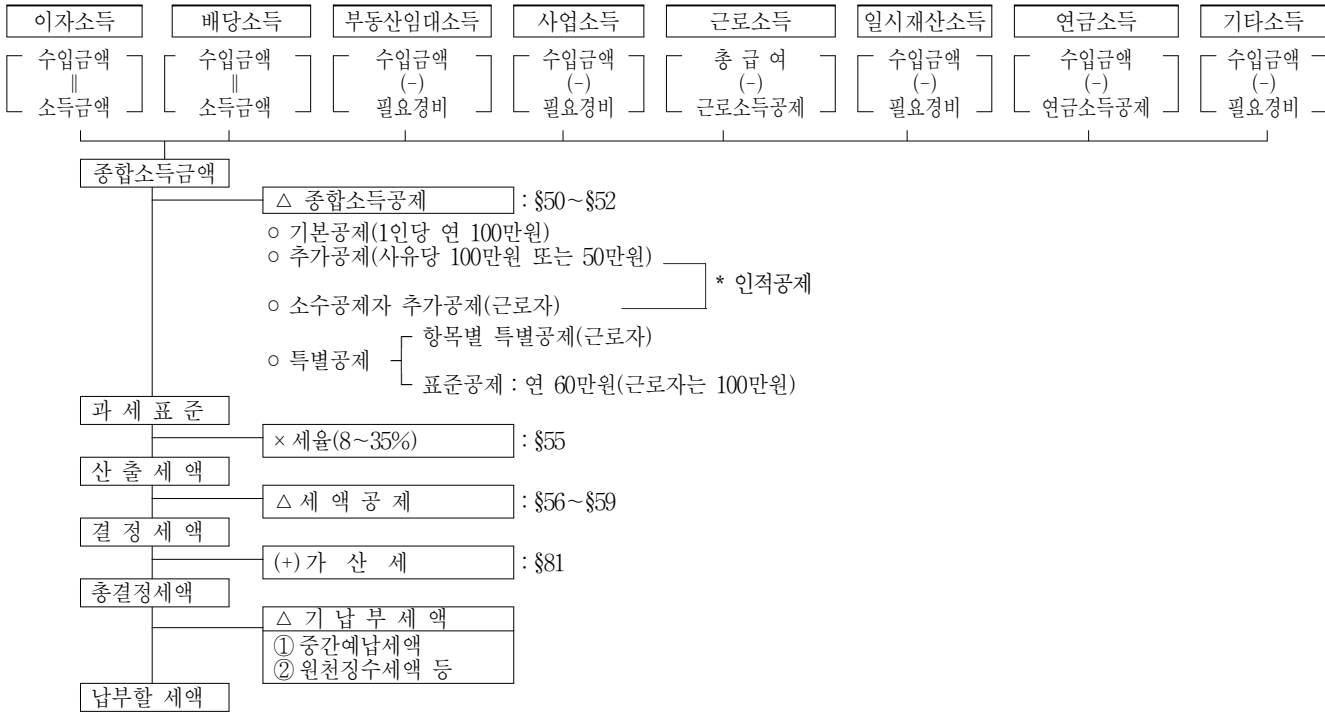 이자소득 배당소득 부동산임대소득 사업소득 근로소득 일시재산소득 연금소득 기타소득
수입금액 수입금액 수입금액 수입금액 총 급 여 수입금액 수입금액 수입금액
∥ ∥ (-) (-) (-) (-) (-) (-)
소득금액 소득금액 필요경비 필요경비 근로소득공제 필요경비 연금소득공제 필요경비
종합소득금액
△ 종합소득공제 : §50~§52
○ 기본공제(1인당 연 100만원)
○ 추가공제(사유당 100만원 또는 50만원)
* 인적공제
○ 소수공제자 추가공제(근로자)
항목별 특별공제(근로자)
○ 특별공제
표준공제 : 연 60만원(근로자는 100만원)
과 세 표 준
× 세율(8~35%) : §55
산 출 세 액
△ 세 액 공 제 : §56~§59
결 정 세 액
(+) 가 산 세 : §81
총결정세액
△ 기 납 부 세 액
① 중간예납세액
② 원천징수세액 등
납부할 세액